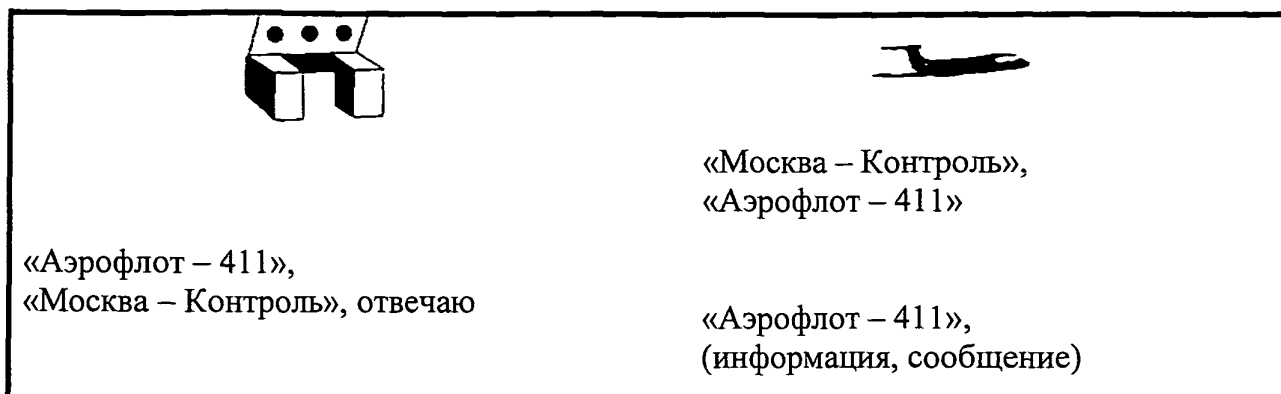 «Москва – Контроль»,
«Аэрофлот – 411»
«Аэрофлот – 411»,
«Москва – Контроль», отвечаю
«Аэрофлот – 411»,
(информация, сообщение)